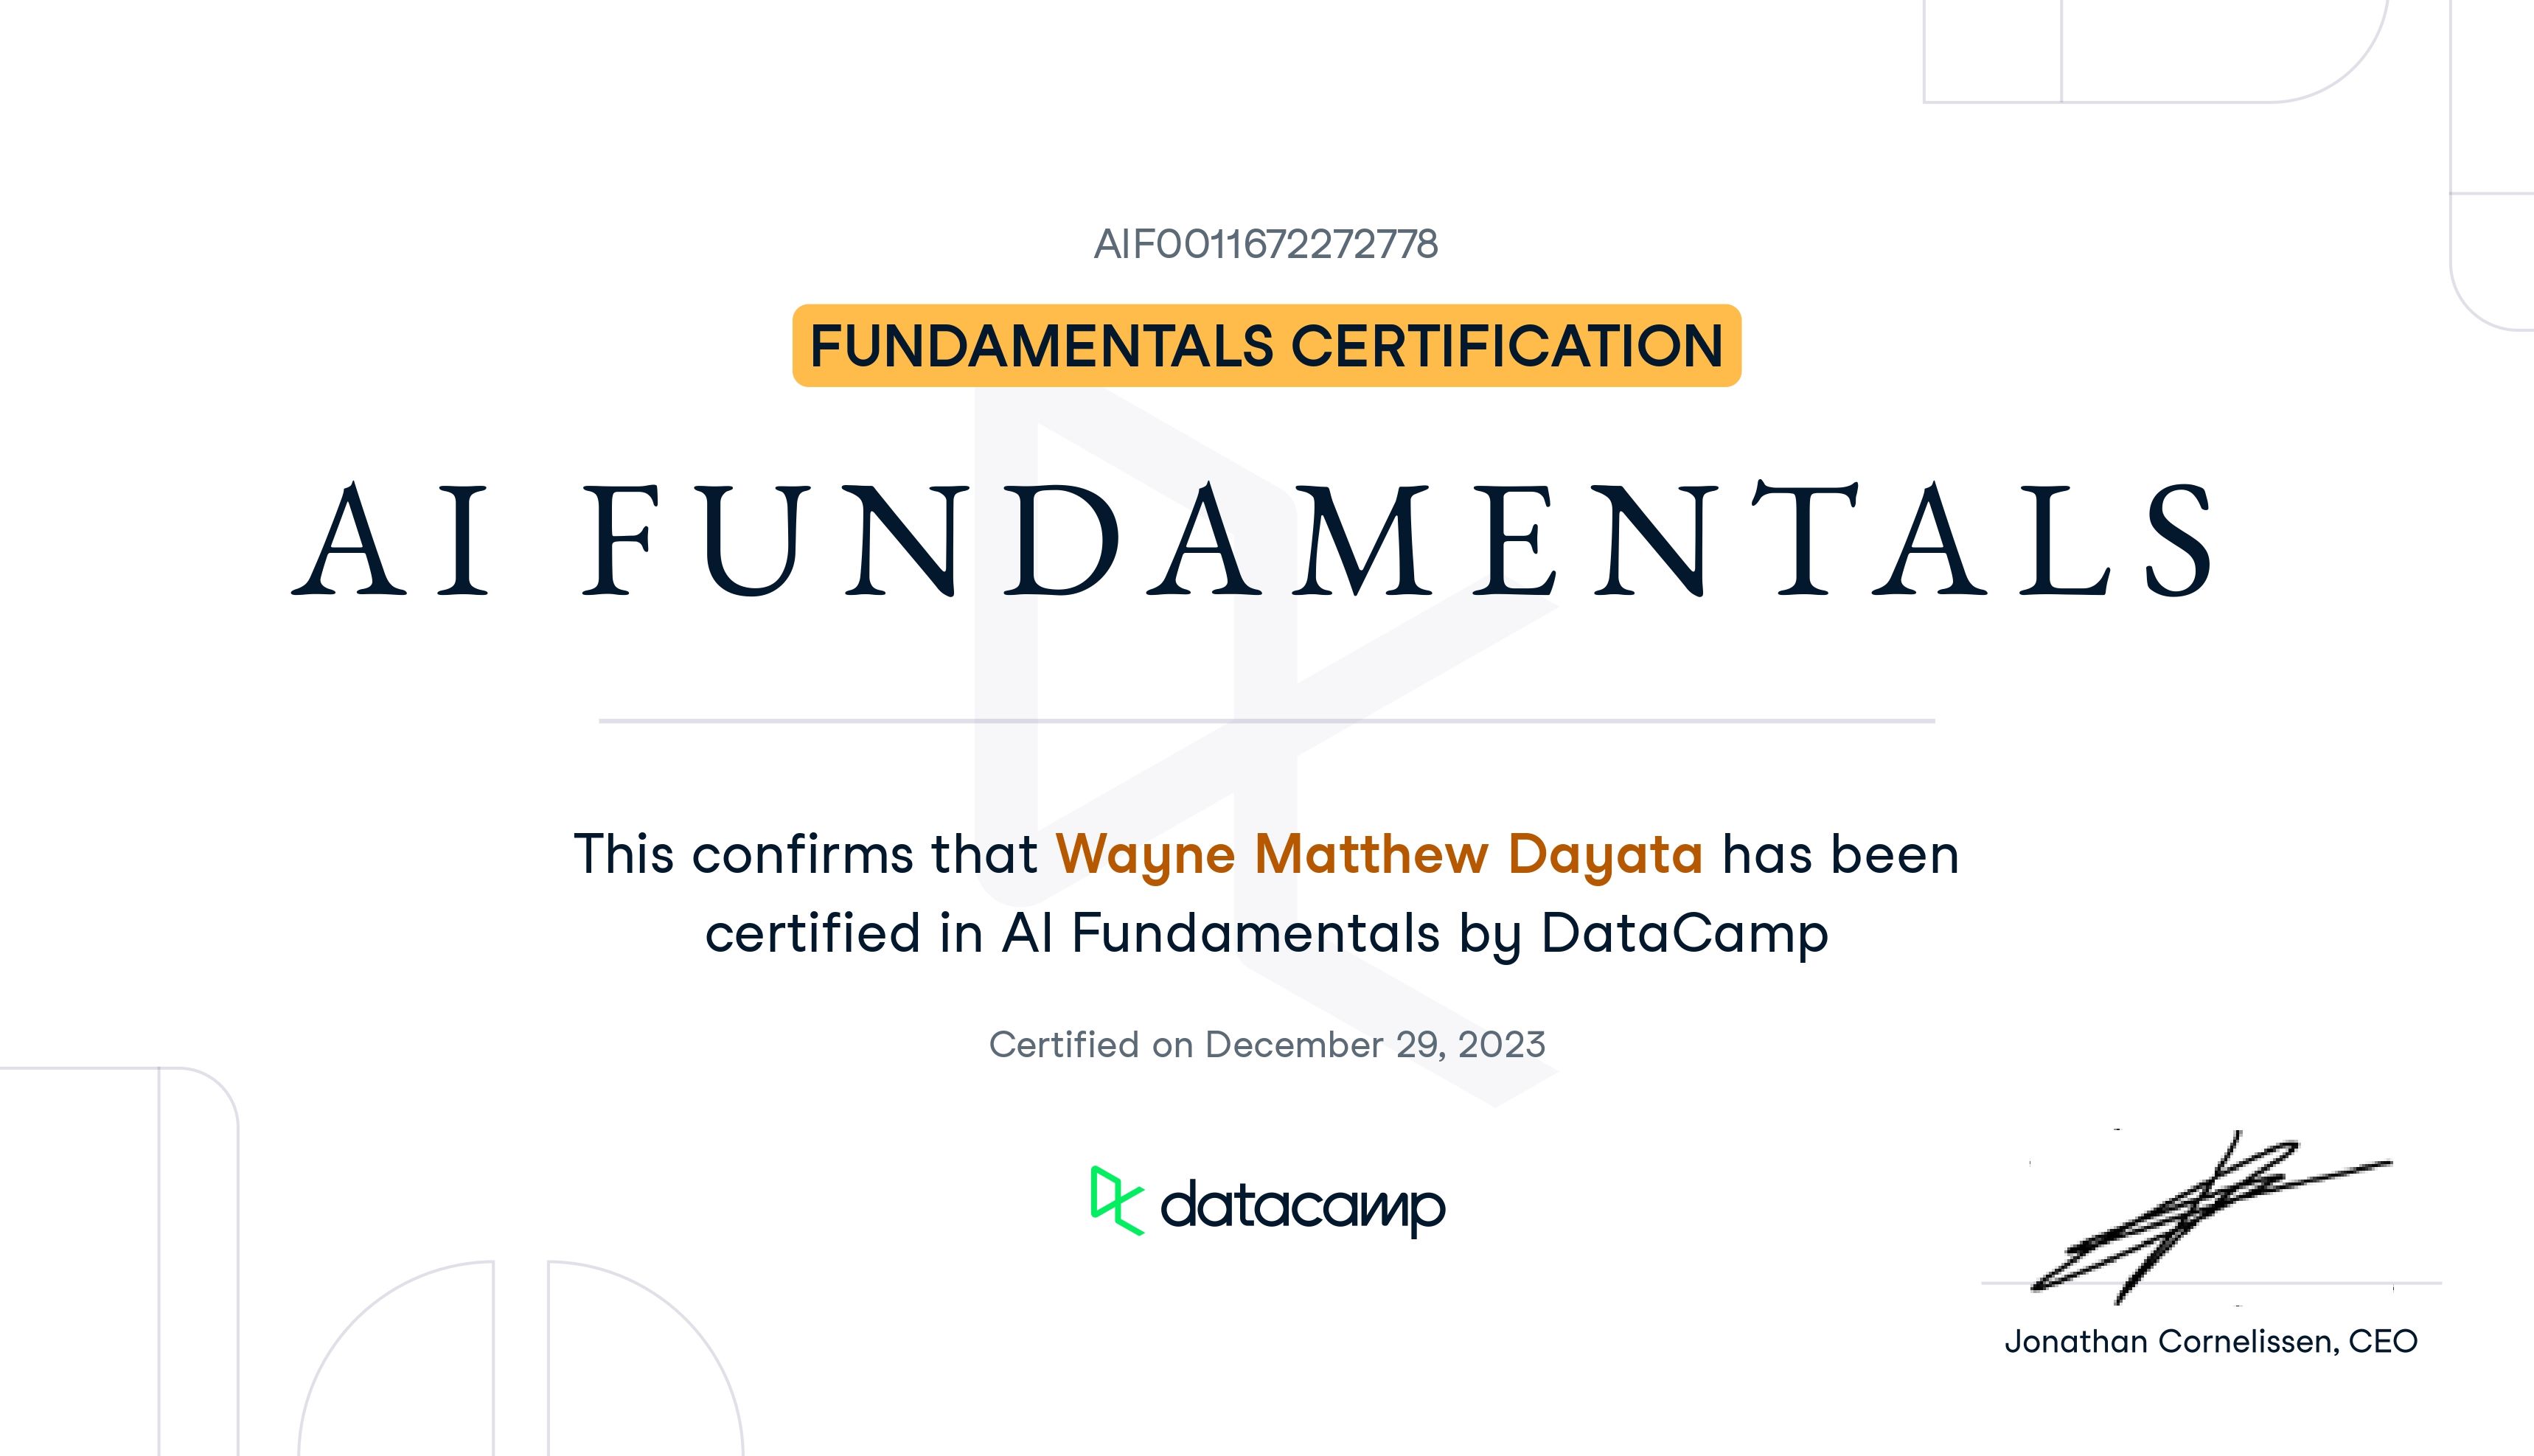 AIF0011672272778
FUNDAMENTALS CERTIFICATION
AI FUNDAMENTALS
This confirms that Wayne Matthew Dayata has been
certified in AI Fundamentals by DataCamp
Certified on December 29, 2023
datacamp
Jonathan Cornelissen, CEO